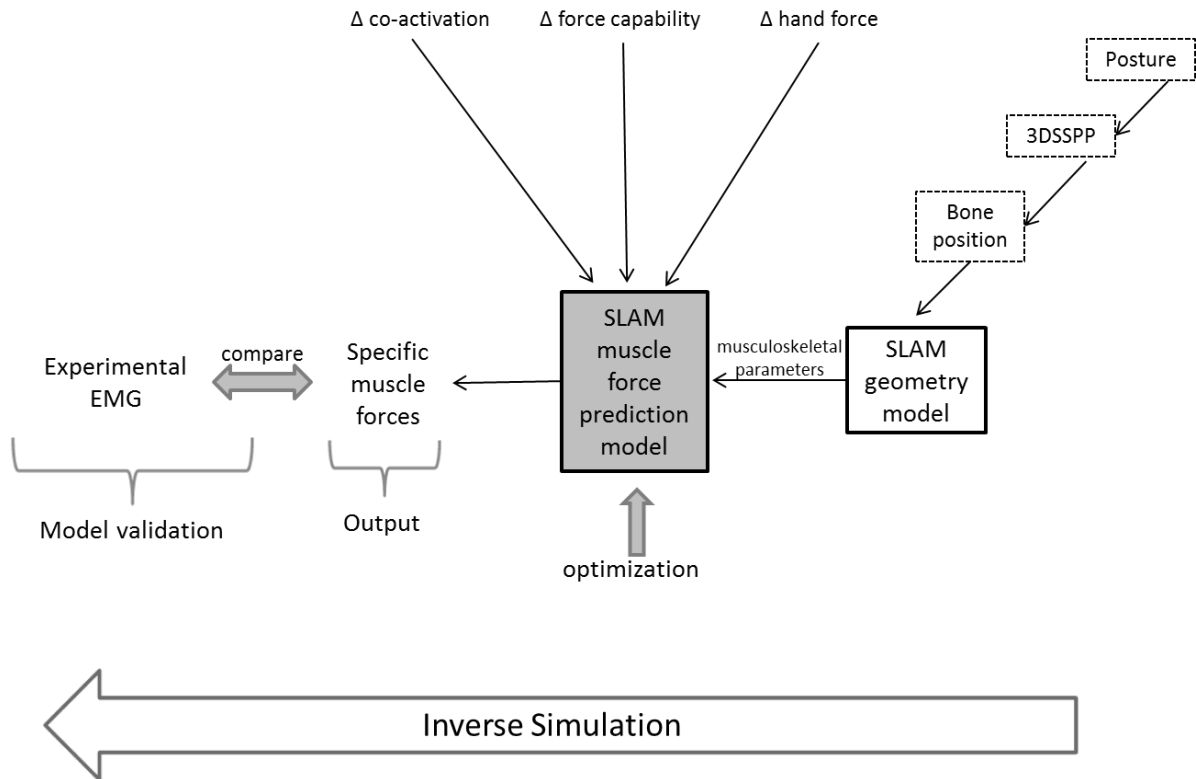 Δ co-activation
Δ force capability
Δ hand force
Posture
3DSSPP
Bone
position
SLAM
geometry
model
musculoskeletal
parameters
SLAM
muscle
force
prediction
model
optimization
Specific
muscle
forces
compare
Experimental
EMG
Model validation
Output
Inverse Simulation